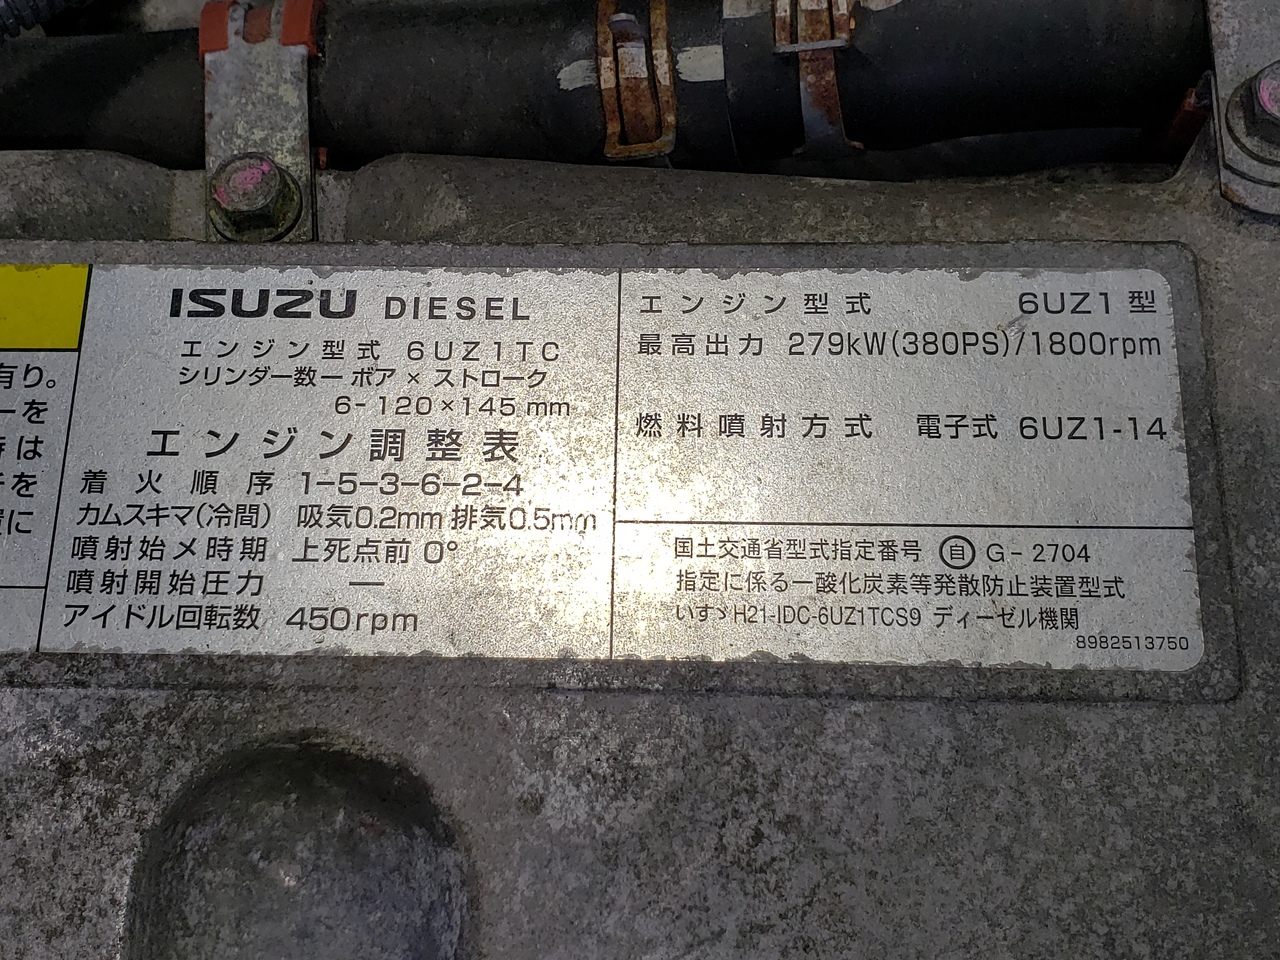 有り。
ーを
は
を
に
ISUZU DIESEL
エンジン型式 6UZ1TC
シリンダー数ーボア×ストローク
6-120×145mm
エンジン調整表
着火順序 1-5-3-6-2-4
カムスキマ(冷間) 吸気0.2mm 排気0.5mm
噴射始メ時期 上死点前 0°
噴射開始圧力 ー
アイドル回転数 450rpm
エンジン型式 6UZ1型
最高出力 279kW(380PS)/1800rpm
燃料噴射方式 電子式 6UZ1-14
国土交通省型式指定番号 ㊀自 G-2704
指定に係る一酸化炭素等発散防止装置型式
いすゞH21-IDC-6UZ1TCS9 ディーゼル機関
8982513750